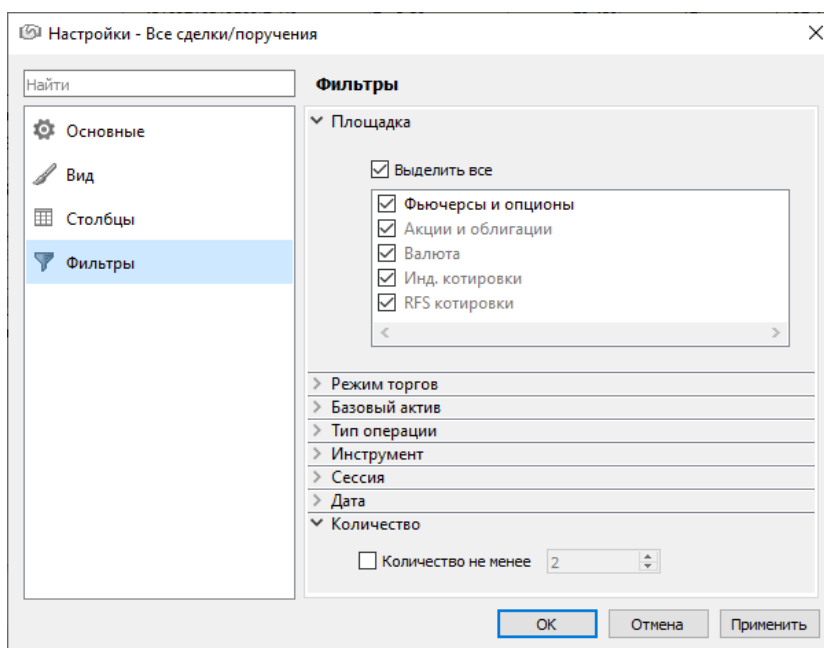 Настройки - Все сделки/поручения
Найти
Основные
Вид
Столбцы
Фильтры
Фильтры
Площадка
Выделить все
Фьючерсы и опционы
Акции и облигации
Валюта
Инд. котировки
RFS котировки
Режим торгов
Базовый актив
Тип операции
Инструмент
Сессия
Дата
Количество
Количество не менее 2
OK
Отмена
Применить